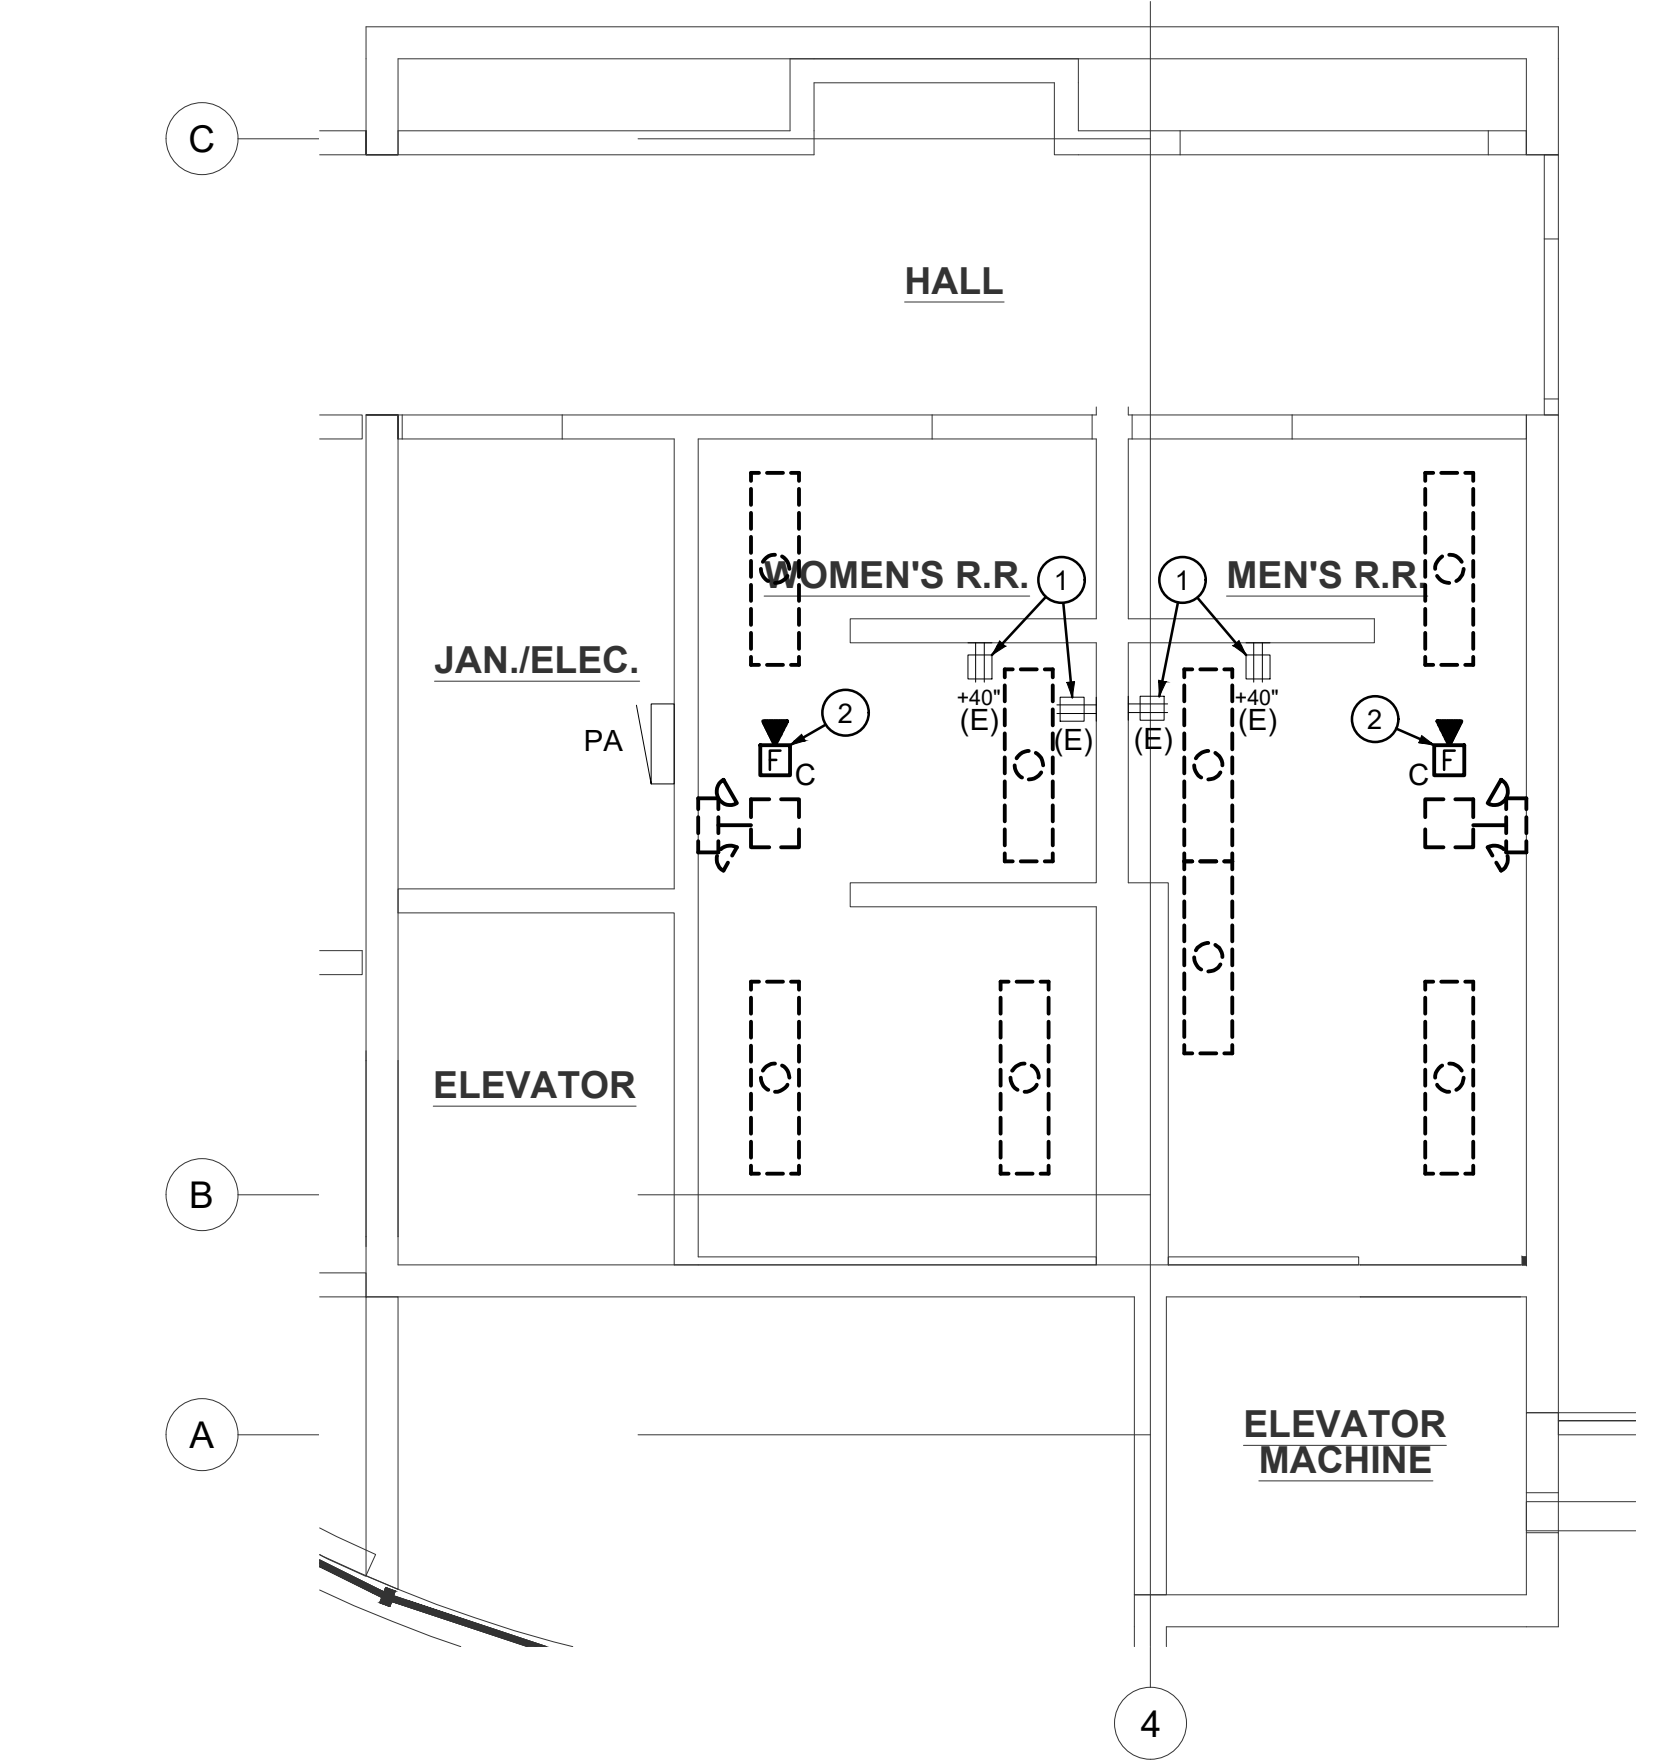 C
HALL
WOMEN'S R.R.
1
1
MEN'S R.R.
JAN./ELEC.
+40"
(E)
(E)
(E)
+40"
(E)
2
2
PA
F
C
F
C
ELEVATOR
B
A
ELEVATOR
MACHINE
4